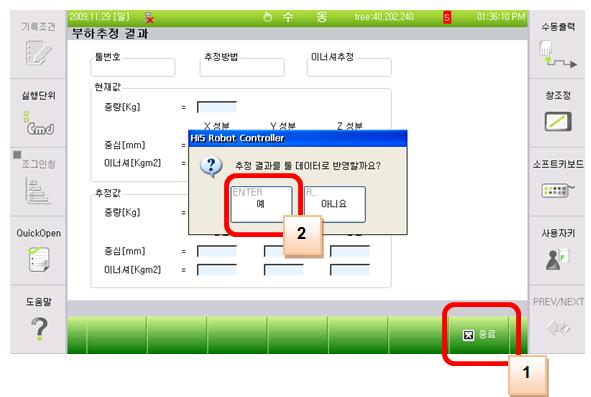 기록조건
2009.11.29 [일]
수 동
free:40,202,240
S
01:36:10 PM
수동출력
부하추정 결과
툴번호
추정방법
이너셔추정
실행단위
현재값
창조정
중량[Kg] =
Cmd
X 성분 Y 성분 Z 성분
중심[mm] =
Hi5 Robot Controller
조그인칭
이너셔[Kgm2] =
추정 결과를 툴 데이터로 반영할까요?
소프트키보드
추정값
ENTER
예
R..
아니요
중량[Kg] =
QuickOpen
2
사용자키
F
중심[mm] =
이너셔[Kgm2] =
도움말
PREV/NEXT
종료
1